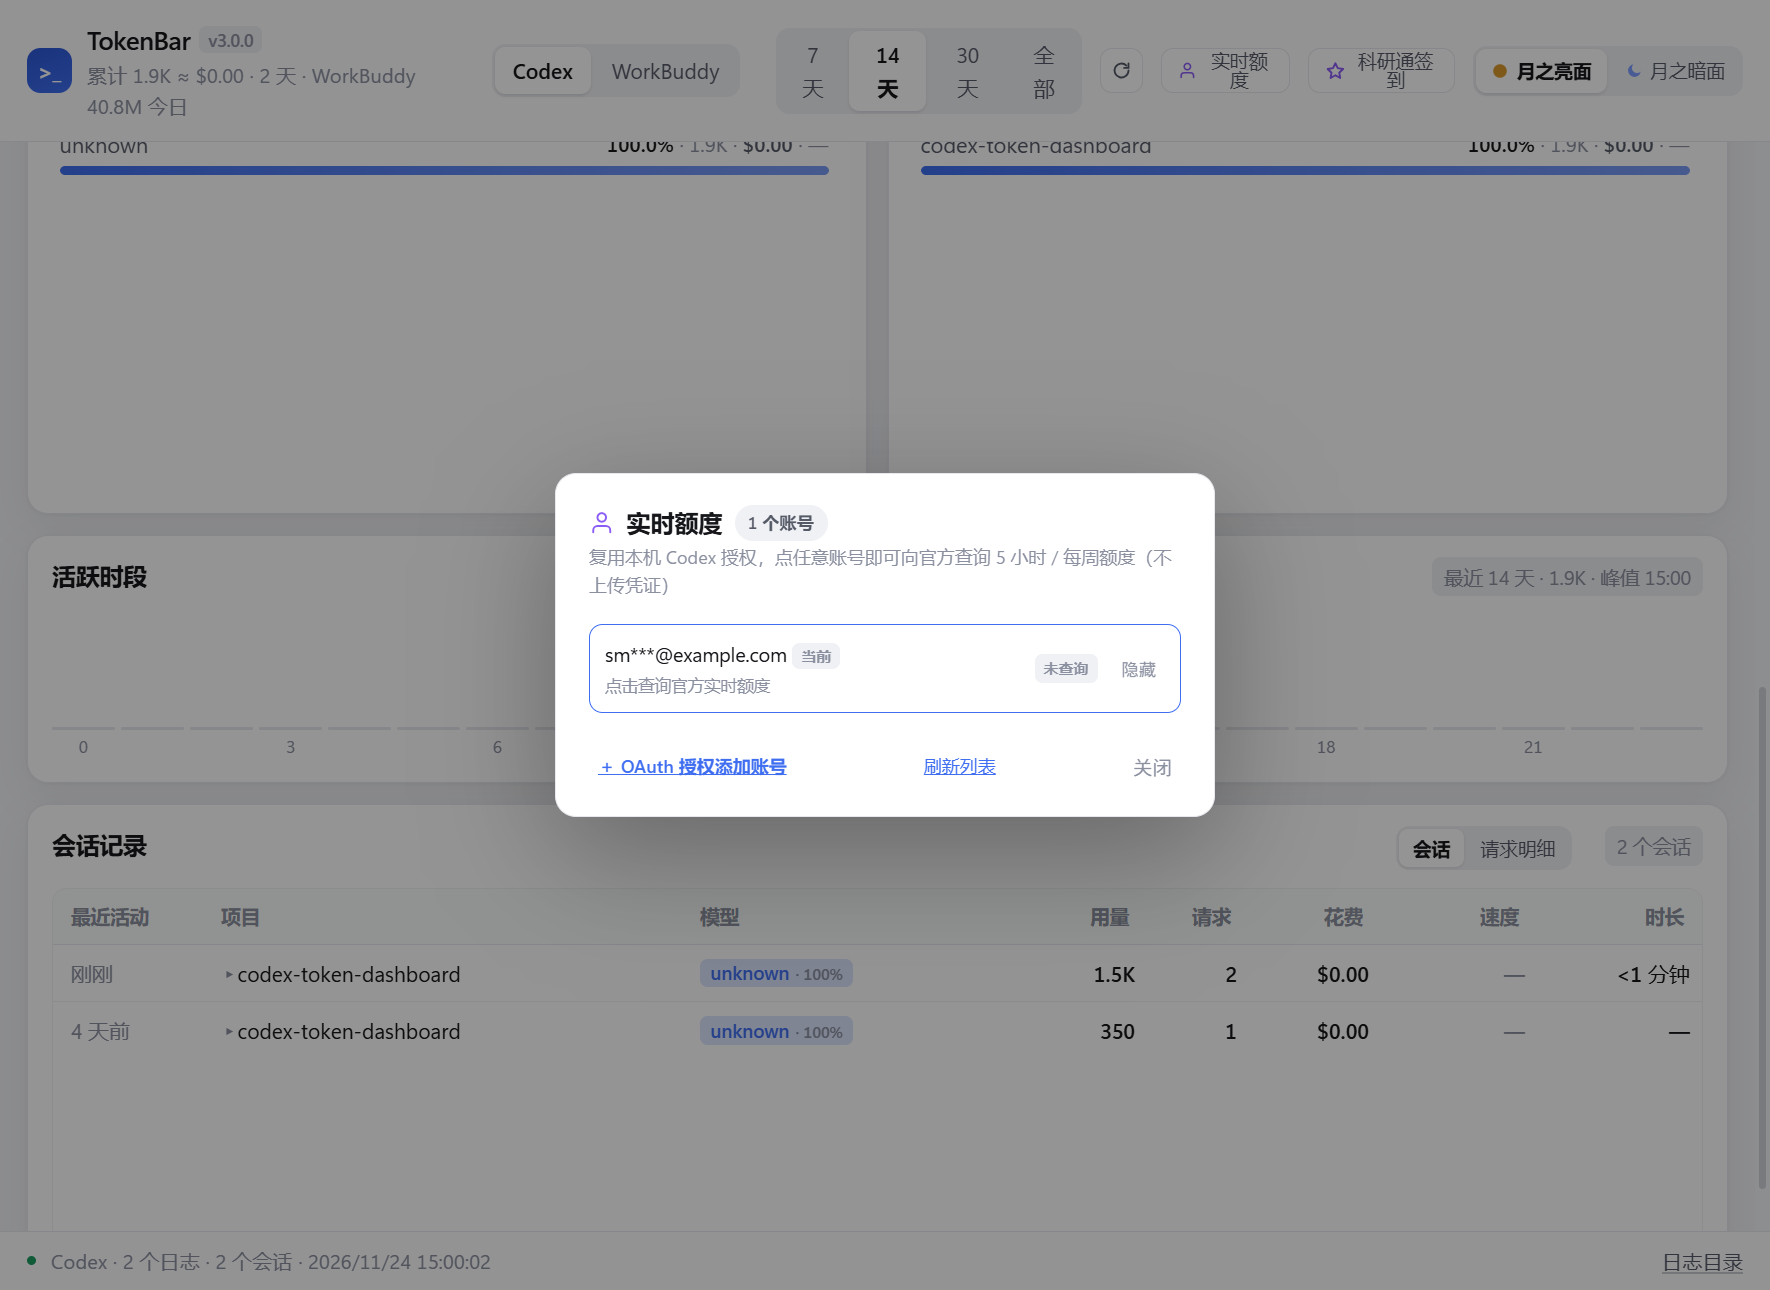 TokenBar v3.0.0
累计 1.9K ≈ $0.00 · 2 天 · WorkBuddy
40.8M 今日
Codex
WorkBuddy
7
天
14
天
30
天
全
部
实时额
度
科研通签
到
月之亮面
月之暗面
unknown
100.0% · 1.9K · $0.00 · —
codex-token-dashboard
100.0% · 1.9K · $0.00 · —
实时额度 1 个账号
复用本机 Codex 授权，点任意账号即可向官方查询 5 小时 / 每周额度（不
上传凭证）
sm***@example.com 当前
点击查询官方实时额度
未查询
隐藏
+ OAuth 授权添加账号
刷新列表
关闭
活跃时段
最近 14 天 · 1.9K · 峰值 15:00
0 3 6 18 21
会话记录
会话 请求明细 2 个会话
最近活动 项目 模型 用量 请求 花费 速度 时长
刚刚 ▸ codex-token-dashboard unknown · 100% 1.5K 2 $0.00 — <1 分钟
4 天前 ▸ codex-token-dashboard unknown · 100% 350 1 $0.00 — —
Codex · 2 个日志 · 2 个会话 · 2026/11/24 15:00:02
日志目录